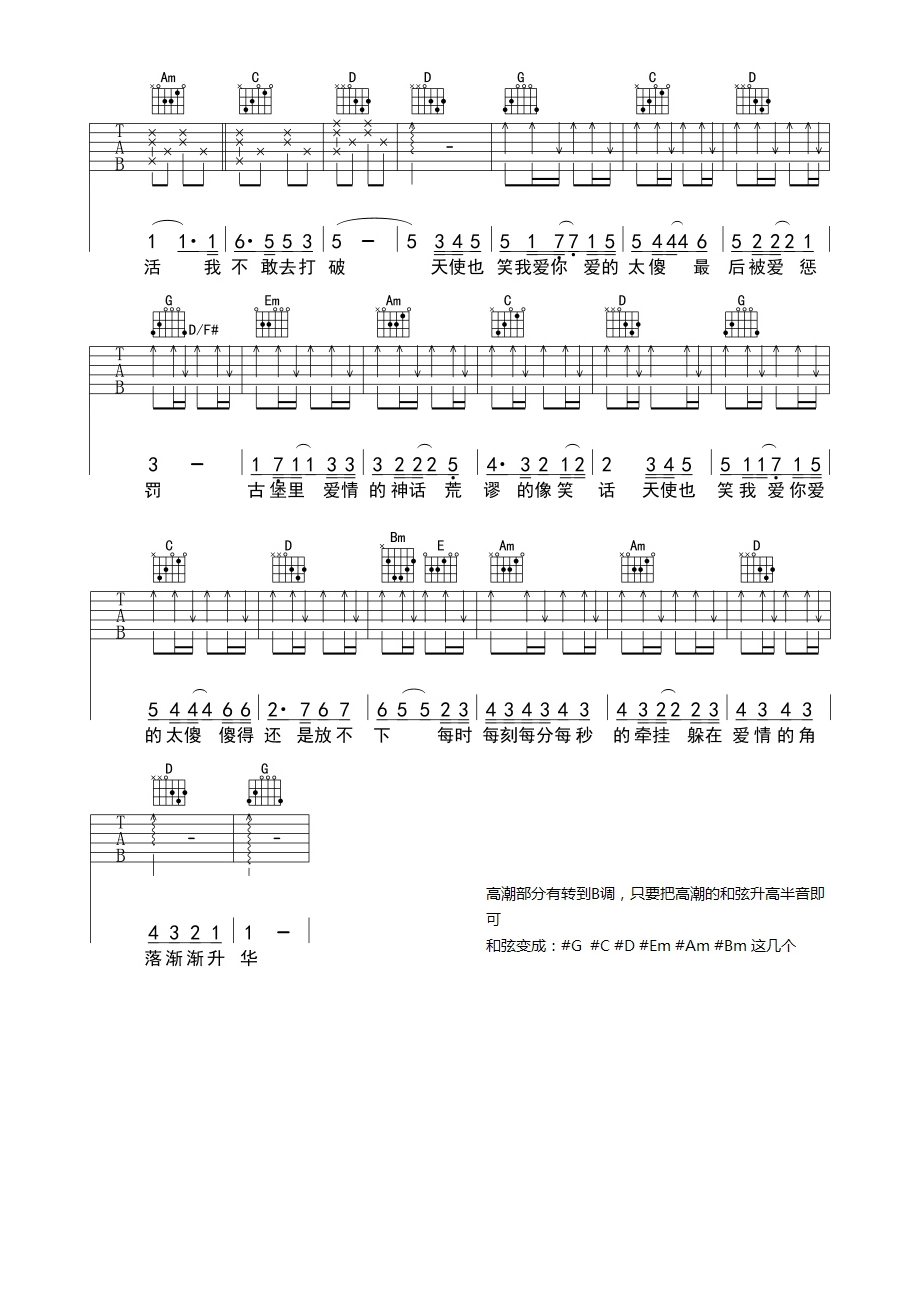 Am C D D G C D
T
A
B
1 1• 1 6• 5 5 3 5 — 5 3 4 5 5 1 7 7 1 5 5 4 4 4 6 5 2 2 2 1
活 我 不 敢 去 打 破 天使也 笑我爱你 爱的 太傻 最 后被爱 惩
G D/F# Em Am C D G
T
A
B
3 — 1 7 1 1 3 3 3 2 2 2 5 4• 3 2 1 2 2 3 4 5 5 1 1 7 1 5
罚 古堡里 爱情 的神话 荒 谬 的像笑 话 天使也 笑我 爱你爱
C D Bm E Am Am D
T
A
B
5 4 4 4 6 6 2• 7 6 7 6 5 5 2 3 4 3 4 3 4 3 4 3 2 2 2 3 4 3 4 3
的太傻 傻得 还 是放不 下 每时 每刻每分每秒 的牵挂 躲在 爱情的角
D G
T
A
B
4 3 2 1 1 —
落渐渐升 华
高潮部分有转到B调，只要把高潮的和弦升高半音即
可
和弦变成：#G #C #D #Em #Am #Bm 这几个